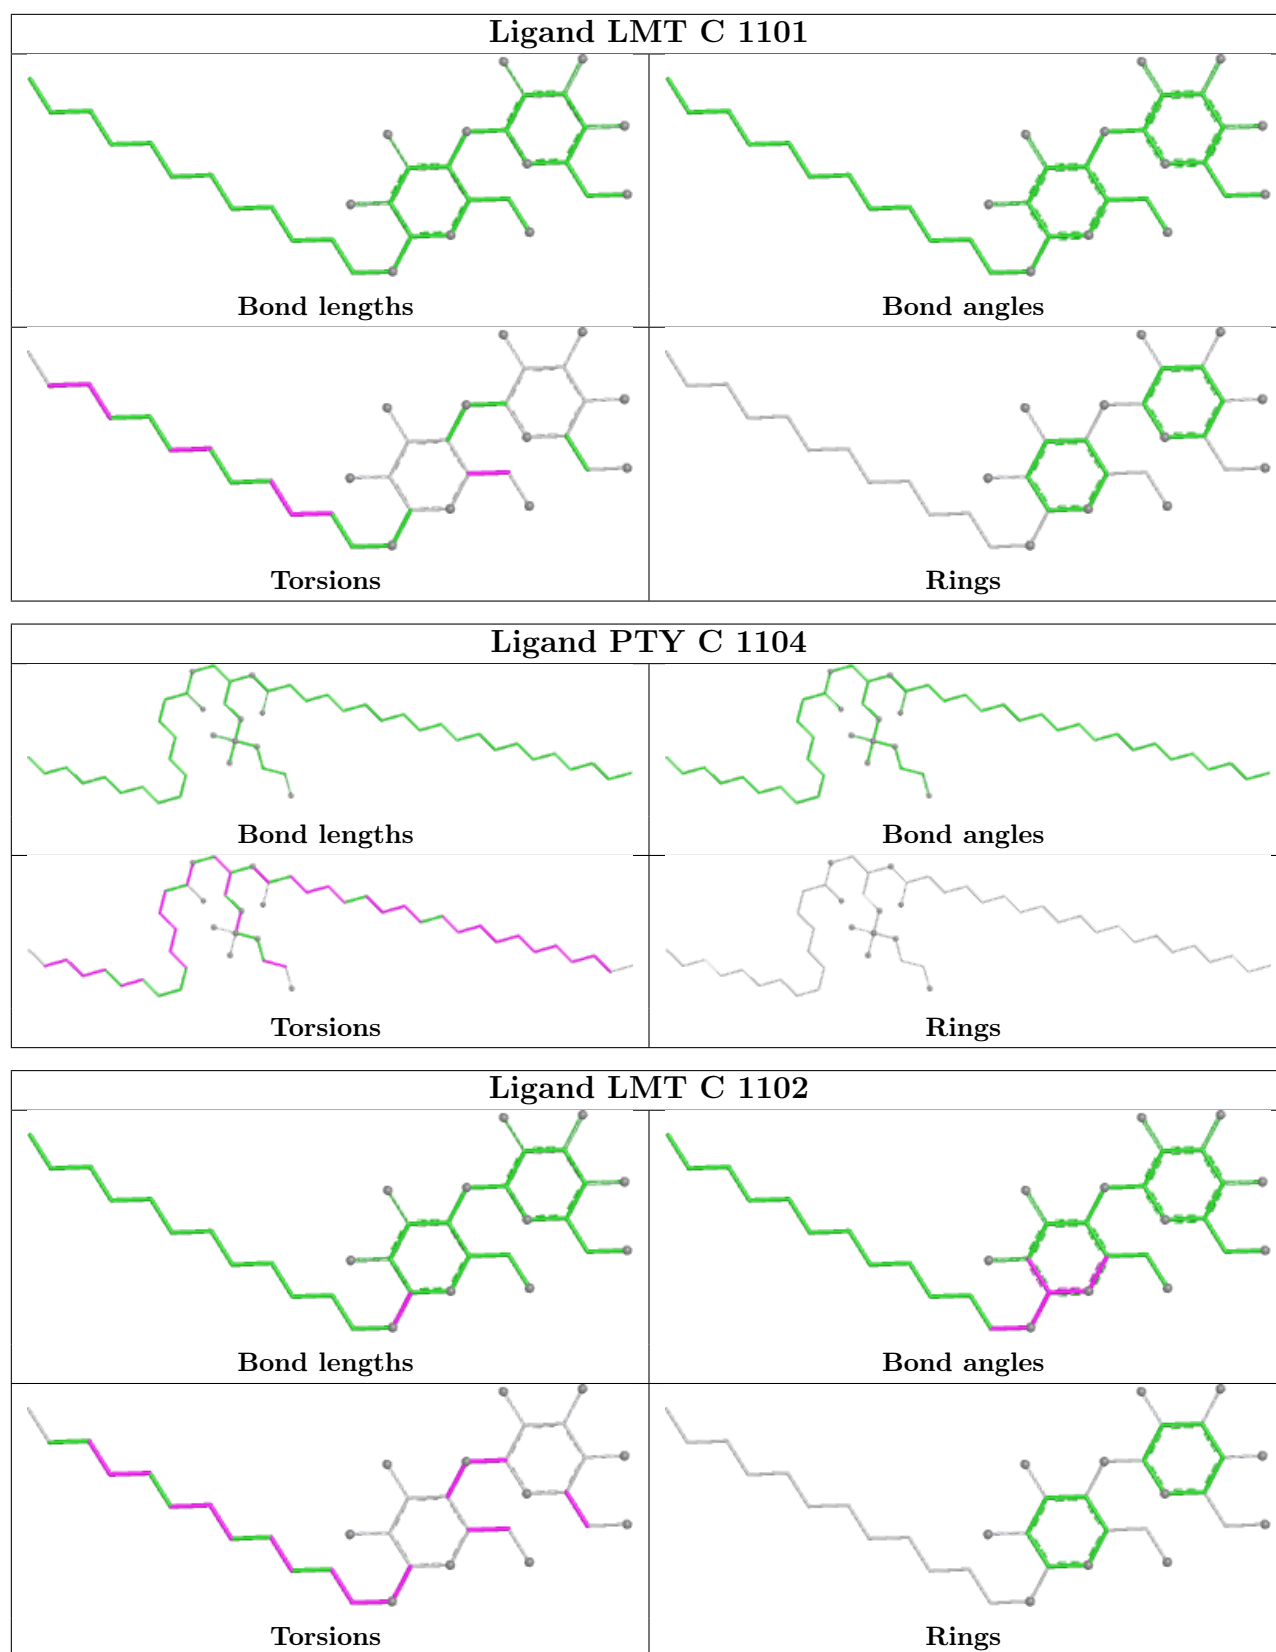 Ligand LMT C 1101
Bond lengths
Bond angles
Torsions
Rings
Ligand PTY C 1104
Bond lengths
Bond angles
Torsions
Rings
Ligand LMT C 1102
Bond lengths
Bond angles
Torsions
Rings